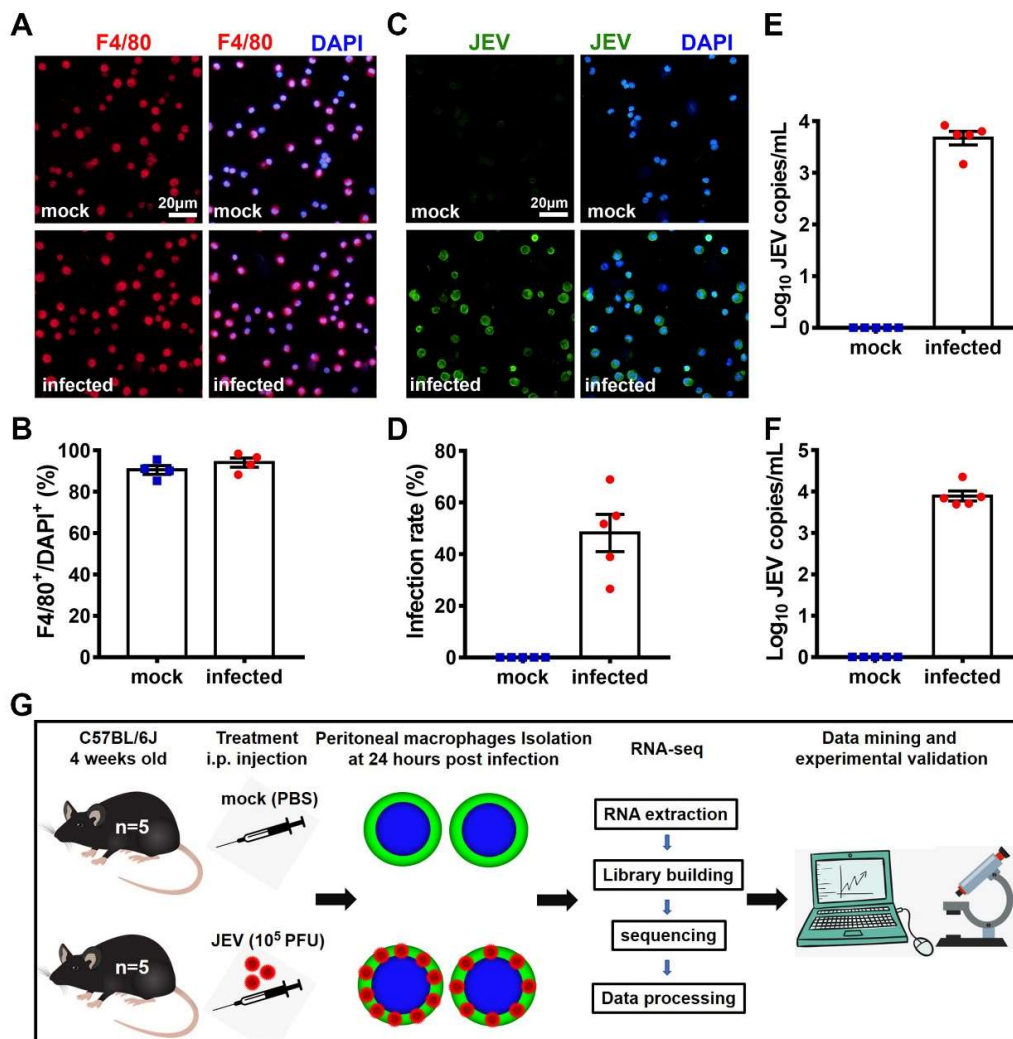 A
F4/80 F4/80 DAPI
mock 20μm mock
infected infected
B
F4/80⁺/DAPI⁺ (%)
100
80
60
40
20
0
mock infected
C
JEV JEV DAPI
mock 20μm mock
infected infected
D
Infection rate (%)
80
60
40
20
0
mock infected
E
Log₁₀ JEV copies/mL
4
3
2
1
0
mock infected
F
Log₁₀ JEV copies/mL
5
4
3
2
1
0
mock infected
G
C57BL/6J
4 weeks old
n=5
n=5
Treatment
i.p. injection
mock (PBS)
JEV (10⁵ PFU)
Peritoneal macrophages Isolation
at 24 hours post infection
RNA-seq
RNA extraction
Library building
sequencing
Data processing
Data mining and
experimental validation